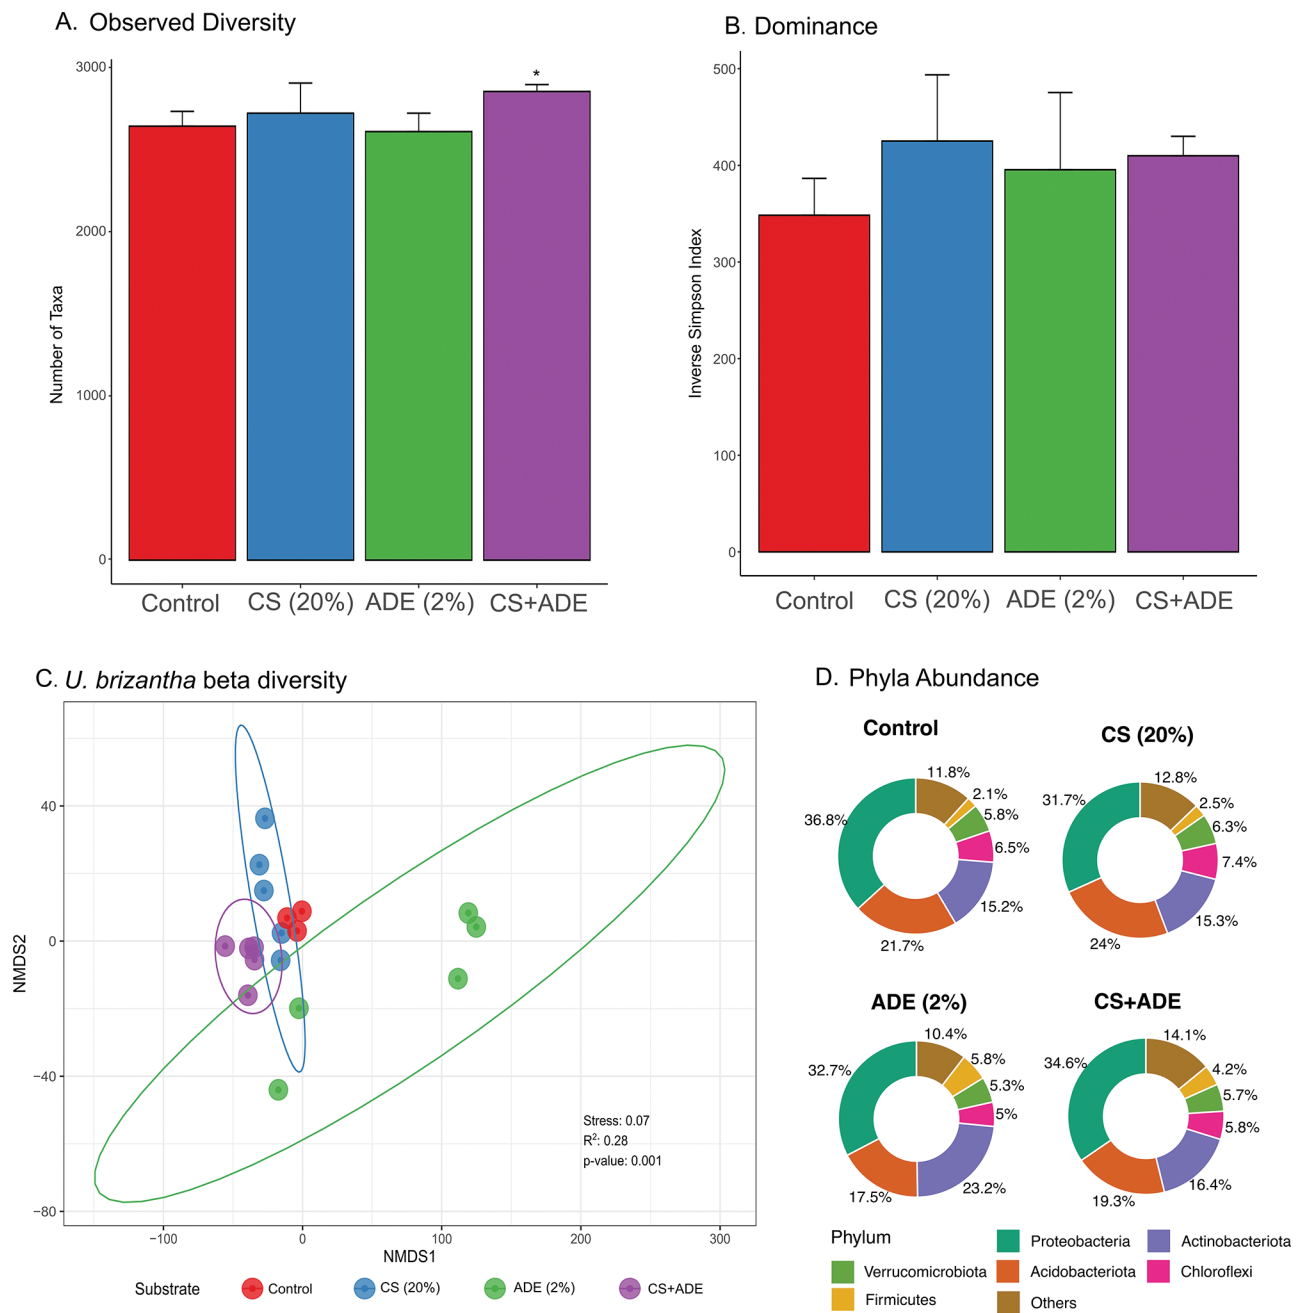 A. Observed Diversity
B. Dominance
3000
2000
1000
0
Number of Taxa
*
Control
CS (20%)
ADE (2%)
CS+ADE
500
400
300
200
100
0
Inverse Simpson Index
Control
CS (20%)
ADE (2%)
CS+ADE
C. U. brizantha beta diversity
40
0
−40
−80
NMDS2
Stress: 0.07
R²: 0.28
p-value: 0.001
−100
0
100
200
300
NMDS1
Substrate
Control
CS (20%)
ADE (2%)
CS+ADE
D. Phyla Abundance
Control
11.8%
2.1%
5.8%
6.5%
15.2%
21.7%
36.8%
CS (20%)
12.8%
2.5%
6.3%
7.4%
15.3%
24%
31.7%
ADE (2%)
10.4%
5.8%
5.3%
5%
23.2%
17.5%
32.7%
CS+ADE
14.1%
4.2%
5.7%
5.8%
16.4%
19.3%
34.6%
Phylum
Proteobacteria
Actinobacteriota
Verrucomicrobiota
Acidobacteriota
Chloroflexi
Firmicutes
Others